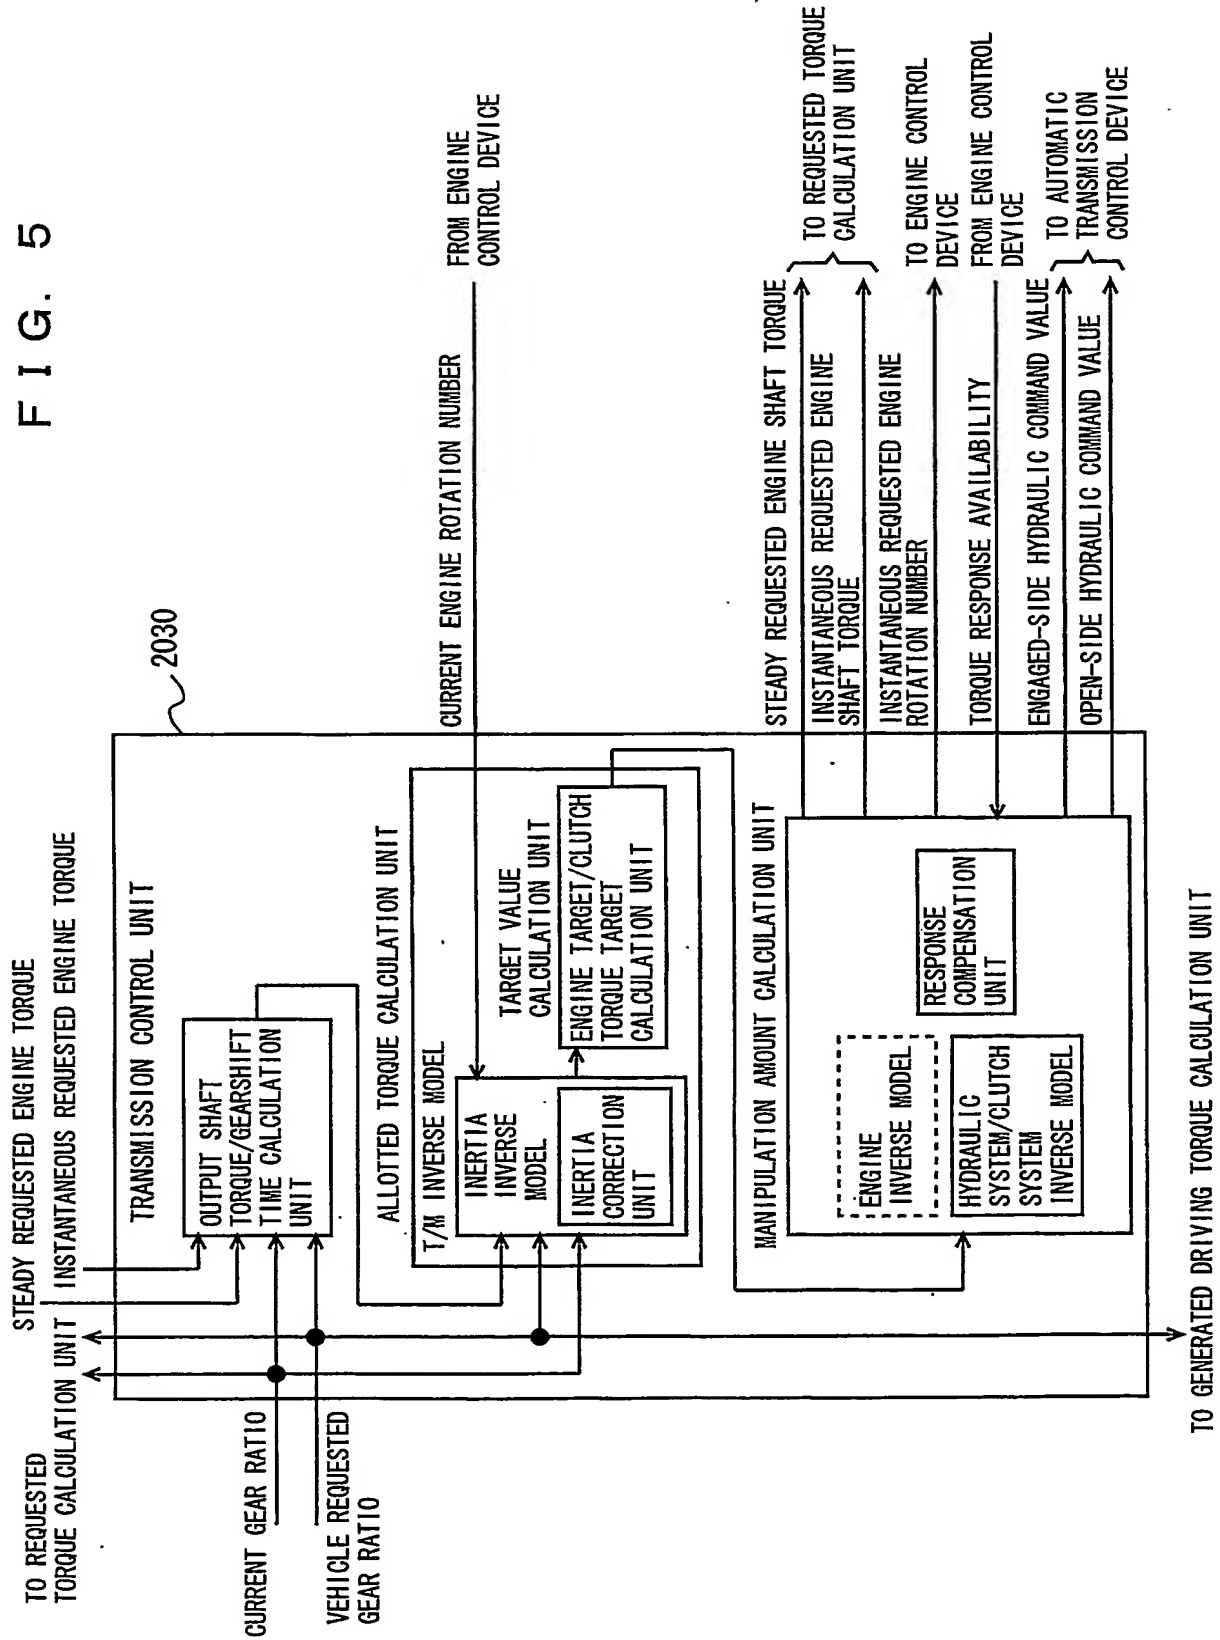 FIG. 5
TO REQUESTED
TORQUE CALCULATION UNIT
STEADY REQUESTED ENGINE TORQUE
INSTANTANEOUS REQUESTED ENGINE TORQUE
2030
CURRENT GEAR RATIO
VEHICLE REQUESTED
GEAR RATIO
TRANSMISSION CONTROL UNIT
OUTPUT SHAFT
TORQUE/GEARSHIFT
TIME CALCULATION
UNIT
ALLOTTED TORQUE CALCULATION UNIT
T/M INVERSE MODEL
INERTIA
INVERSE
MODEL
INERTIA
CORRECTION
UNIT
TARGET VALUE
CALCULATION UNIT
ENGINE TARGET/CLUTCH
TORQUE TARGET
CALCULATION UNIT
CURRENT ENGINE ROTATION NUMBER
FROM ENGINE
CONTROL DEVICE
MANIPULATION AMOUNT CALCULATION UNIT
ENGINE
INVERSE MODEL
HYDRAULIC
SYSTEM/CLUTCH
SYSTEM
INVERSE MODEL
RESPONSE
COMPENSATION
UNIT
STEADY REQUESTED ENGINE SHAFT TORQUE
INSTANTANEOUS REQUESTED ENGINE
SHAFT TORQUE
TO REQUESTED TORQUE
CALCULATION UNIT
INSTANTANEOUS REQUESTED ENGINE
ROTATION NUMBER
TO ENGINE CONTROL
DEVICE
TORQUE RESPONSE AVAILABILITY
FROM ENGINE CONTROL
DEVICE
ENGAGED-SIDE HYDRAULIC COMMAND VALUE
OPEN-SIDE HYDRAULIC COMMAND VALUE
TO AUTOMATIC
TRANSMISSION
CONTROL DEVICE
TO GENERATED DRIVING TORQUE CALCULATION UNIT